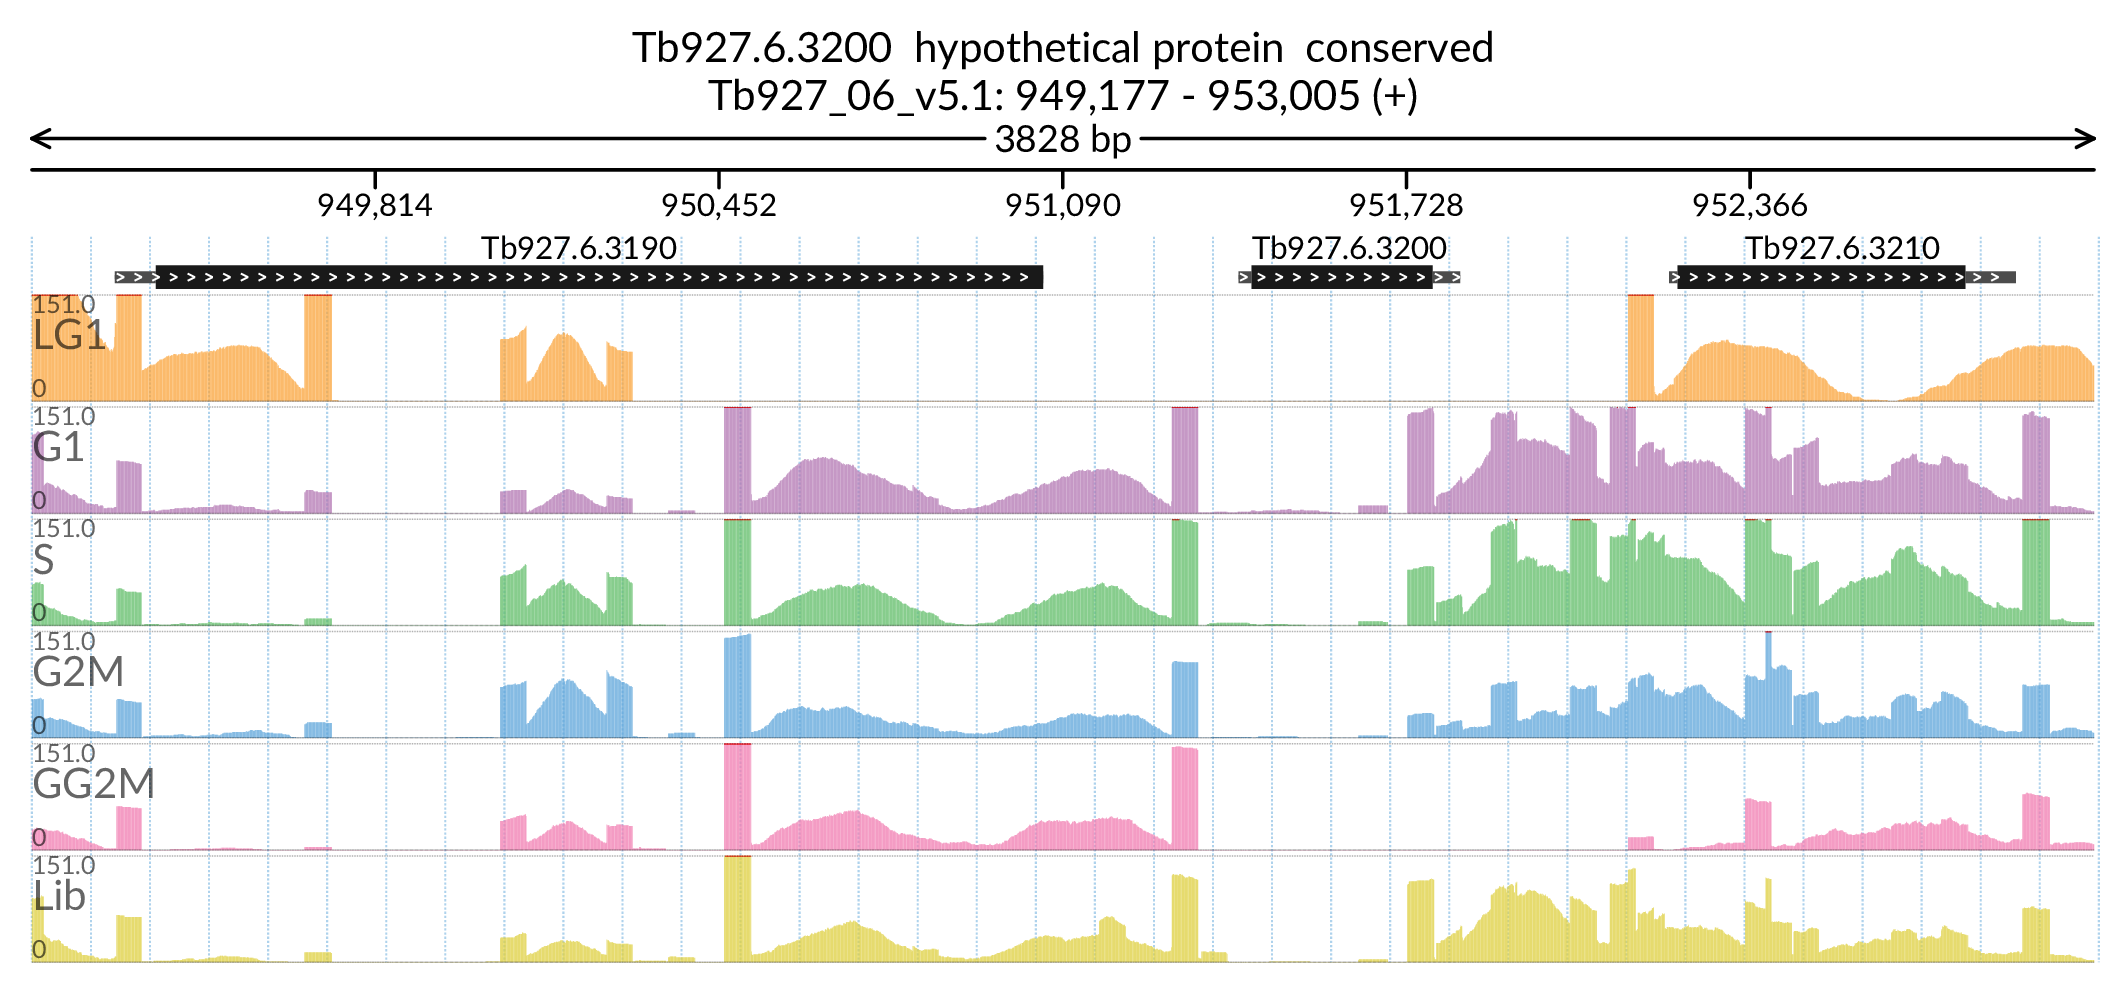 Tb927.6.3200  hypothetical protein  conserved
Tb927_06_v5.1: 949,177 - 953,005 (+)
3828 bp
949,814 950,452 951,090 951,728 952,366
Tb927.6.3190 Tb927.6.3200 Tb927.6.3210
151.0
LG1
0
151.0
G1
0
151.0
S
0
151.0
G2M
0
151.0
GG2M
0
151.0
Lib
0